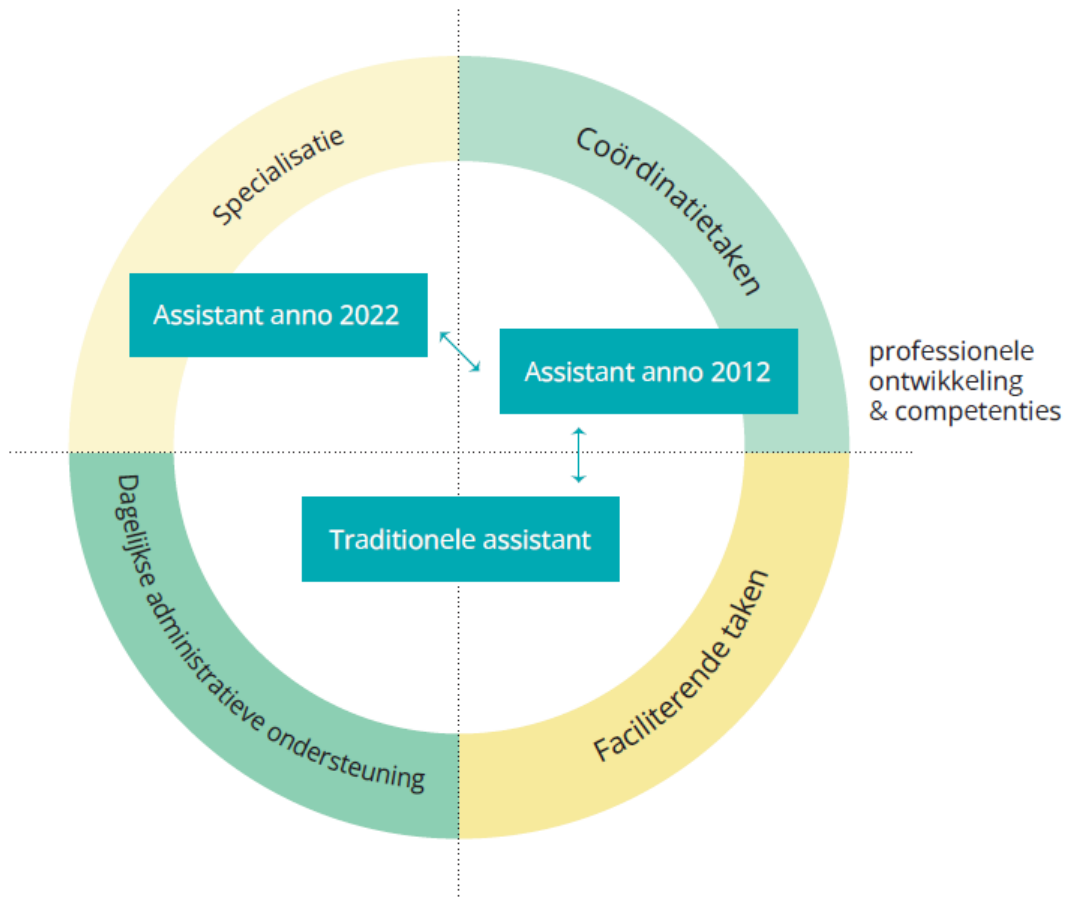 Specialisatie
Coördinatietaken
Assistant anno 2022
Assistant anno 2012
professionele
ontwikkeling
& competenties
Traditionele assistant
Dagelijkse administratieve ondersteuning
Faciliterende taken